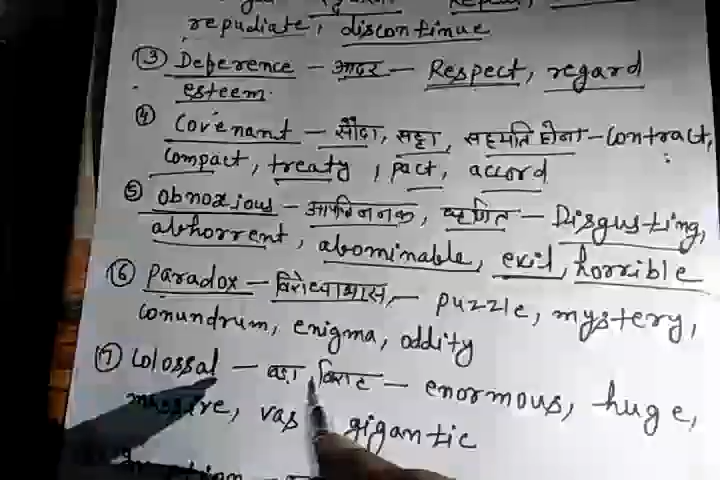 repudiate, discontinue
③ Deference – आदर – Respect, regard
esteem.
④ Covenant – सौदा, सट्टा, सहमति होना – contract,
compact, treaty, pact, accord
⑤ Obnoxious – आपत्तिजनक, घृणित – Disgusting,
abhorrent, abominable, evil, horrible
⑥ Paradox – विरोधाभास, – puzzle, mystery,
conundrum, enigma, oddity
⑦ Colossal – बड़ा, विराट – enormous, huge,
massive, vas gigantic